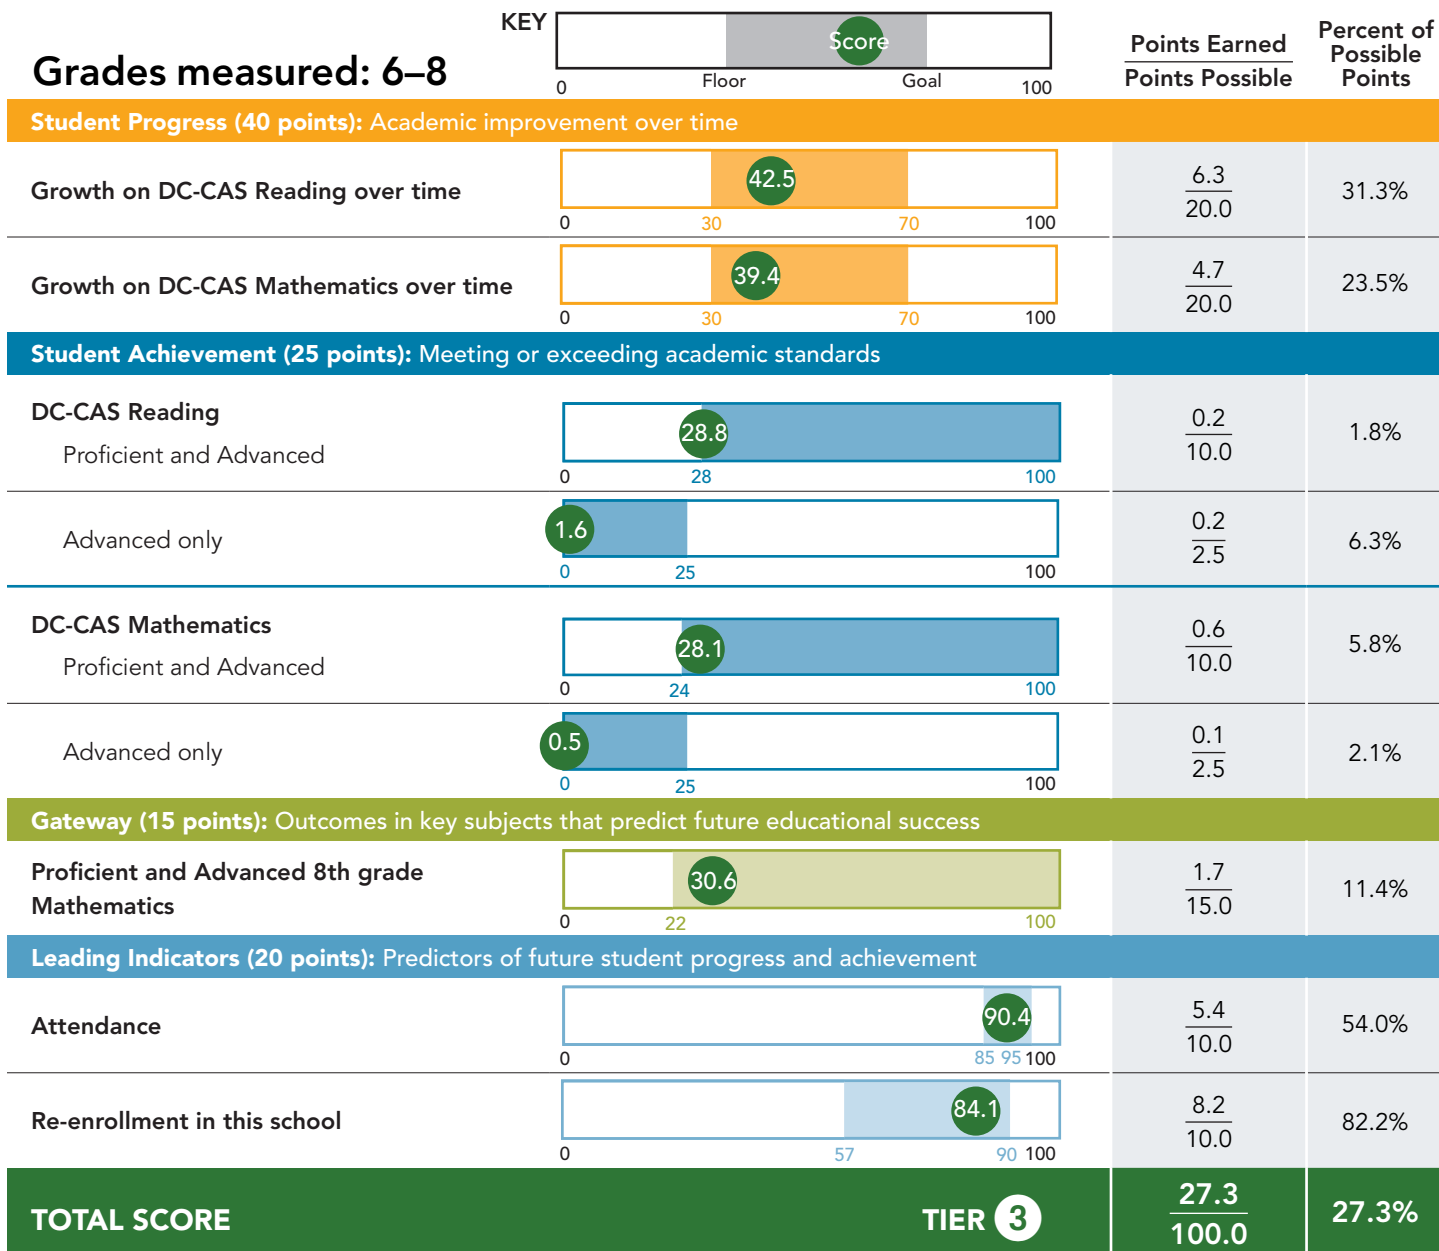 KEY
Score
0 Floor Goal 100
Grades measured: 6–8
Points Earned
Points Possible
Percent of
Possible
Points
Student Progress (40 points): Academic improvement over time
Growth on DC-CAS Reading over time
42.5
0 30 70 100
6.3
20.0
31.3%
Growth on DC-CAS Mathematics over time
39.4
0 30 70 100
4.7
20.0
23.5%
Student Achievement (25 points): Meeting or exceeding academic standards
DC-CAS Reading
Proficient and Advanced
28.8
0 28 100
0.2
10.0
1.8%
Advanced only
1.6
0 25 100
0.2
2.5
6.3%
DC-CAS Mathematics
Proficient and Advanced
28.1
0 24 100
0.6
10.0
5.8%
Advanced only
0.5
0 25 100
0.1
2.5
2.1%
Gateway (15 points): Outcomes in key subjects that predict future educational success
Proficient and Advanced 8th grade
Mathematics
30.6
0 22 100
1.7
15.0
11.4%
Leading Indicators (20 points): Predictors of future student progress and achievement
Attendance
90.4
0 85 95 100
5.4
10.0
54.0%
Re-enrollment in this school
84.1
0 57 90 100
8.2
10.0
82.2%
TOTAL SCORE
TIER 3
27.3
100.0
27.3%